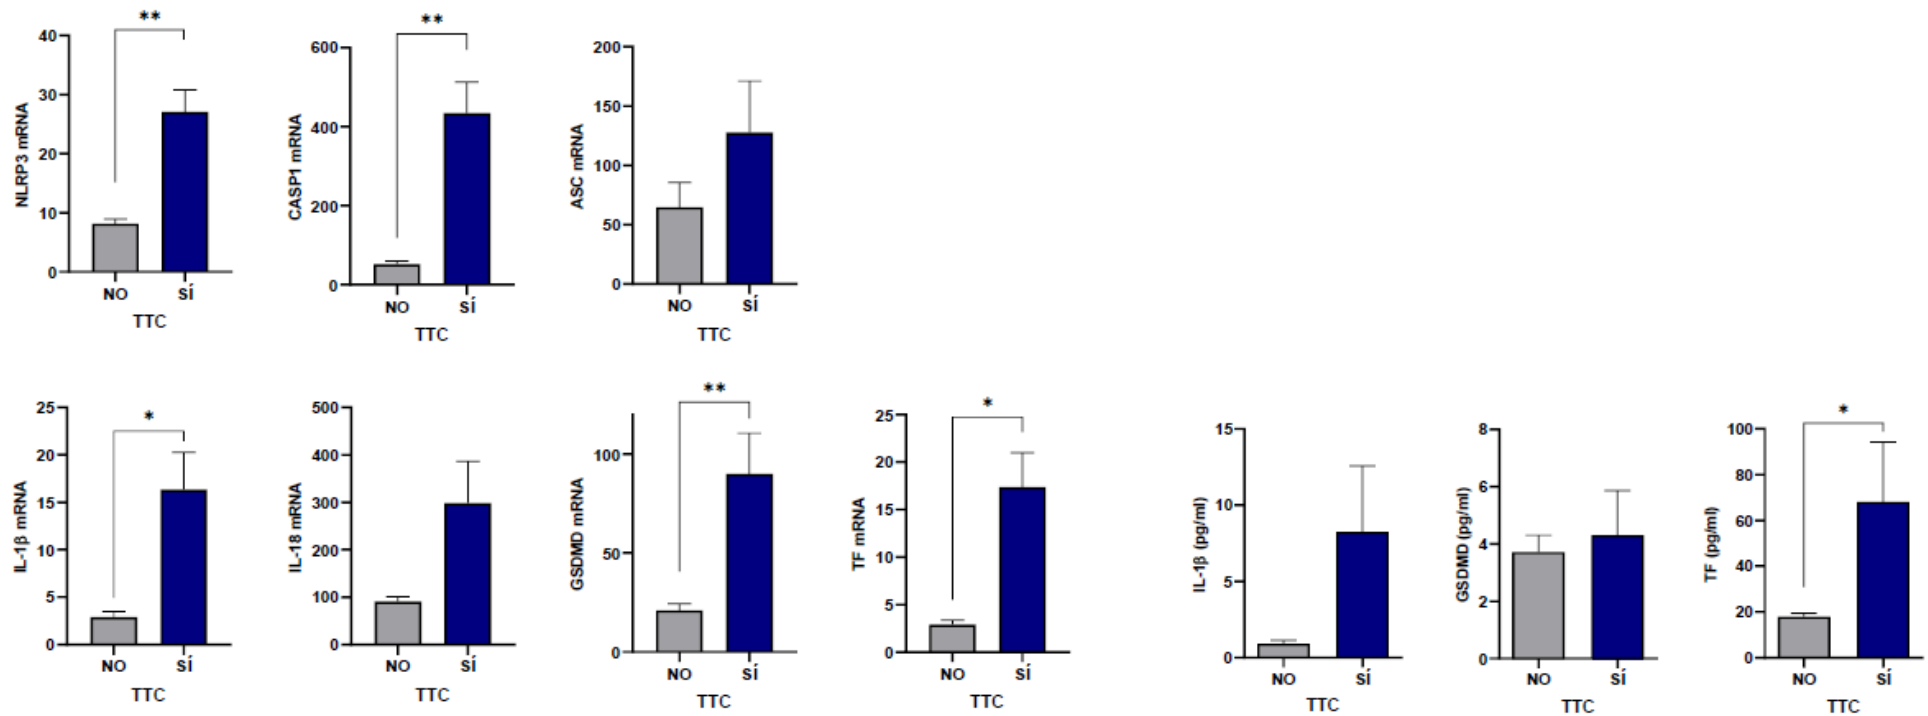 **
40
30
20
10
0
NLRP3 mRNA
NO SÍ
TTC
**
600
400
200
0
CASP1 mRNA
NO SÍ
TTC
200
150
100
50
0
ASC mRNA
NO SÍ
TTC
*
25
20
15
10
5
0
IL-1β mRNA
NO SÍ
TTC
500
400
300
200
100
0
IL-18 mRNA
NO SÍ
TTC
**
100
50
0
GSDMD mRNA
NO SÍ
TTC
*
25
20
15
10
5
0
TF mRNA
NO SÍ
TTC
15
10
5
0
IL-1β (pg/ml)
NO SÍ
TTC
8
6
4
2
0
GSDMD (pg/ml)
NO SÍ
TTC
*
100
80
60
40
20
0
TF (pg/ml)
NO SÍ
TTC